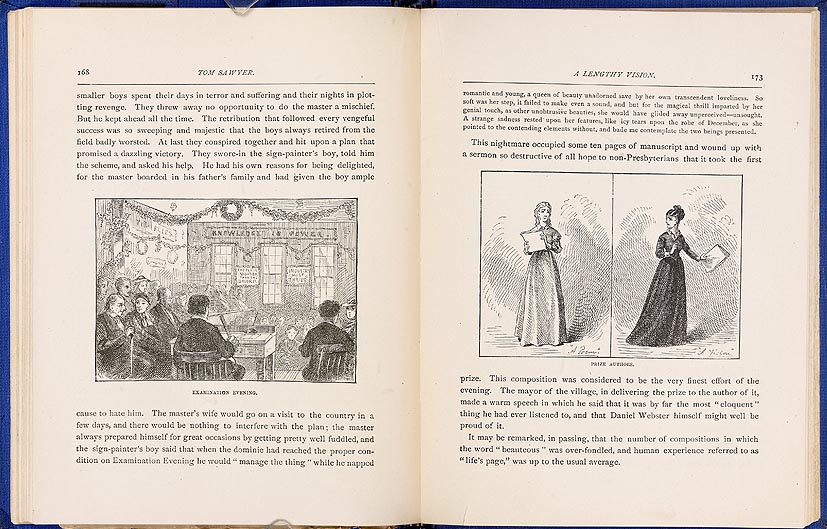 168
TOM SAWYER.
smaller boys spent their days in terror and suffering and their nights in plot-
ting revenge. They threw away no opportunity to do the master a mischief.
But he kept ahead all the time. The retribution that followed every vengeful
success was so sweeping and majestic that the boys always retired from the
field badly worsted. At last they conspired together and hit upon a plan that
promised a dazzling victory. They swore-in the sign-painter's boy, told him
the scheme, and asked his help. He had his own reasons for being delighted,
for the master boarded in his father's family and had given the boy ample
KNOWLEDGE IS POWER.
EXAMINATION EVENING.
cause to hate him. The master's wife would go on a visit to the country in a
few days, and there would be nothing to interfere with the plan; the master
always prepared himself for great occasions by getting pretty well fuddled, and
the sign-painter's boy said that when the dominie had reached the proper con-
dition on Examination Evening he would "manage the thing" while he napped
A LENGTHY VISION.
173
romantic and young, a queen of beauty unadorned save by her own transcendent loveliness. So
soft was her step, it failed to make even a sound, and but for the magical thrill imparted by her
genial touch, as other unobtrusive beauties, she would have glided away unperceived—unsought.
A strange sadness rested upon her features, like icy tears upon the robe of December, as she
pointed to the contending elements without, and bade me contemplate the two beings presented.
This nightmare occupied some ten pages of manuscript and wound up with
a sermon so destructive of all hope to non-Presbyterians that it took the first
"A Poem"
"A Vision"
PRIZE AUTHORS.
prize. This composition was considered to be the very finest effort of the
evening. The mayor of the village, in delivering the prize to the author of it,
made a warm speech in which he said that it was by far the most "eloquent"
thing he had ever listened to, and that Daniel Webster himself might well be
proud of it.
It may be remarked, in passing, that the number of compositions in which
the word "beauteous" was over-fondled, and human experience referred to as
"life's page," was up to the usual average.